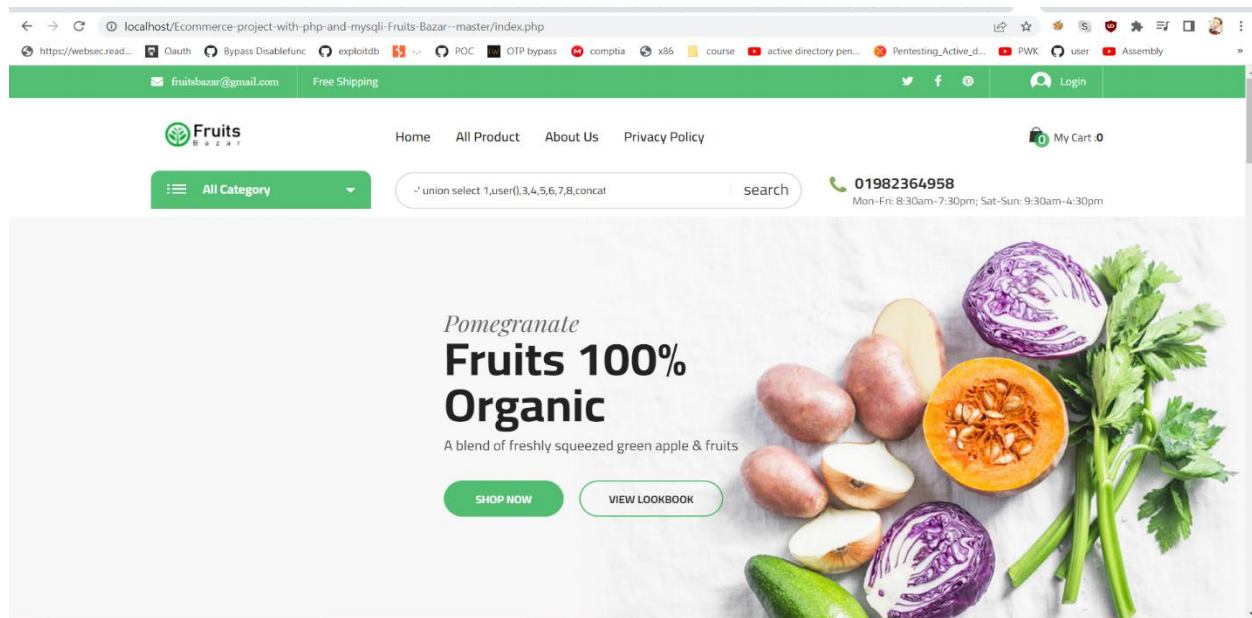 localhost/Ecommerce-project-with-php-and-mysqli-Fruits-Bazar--master/index.php
https://websec.read... Oauth Bypass Disablefunc exploitdb POC OTP bypass comptia x86 course active directory pen... Pentesting_Active_d... PWK user Assembly »
fruitsbazar@gmail.com Free Shipping Login
Fruits
Bazar
Home All Product About Us Privacy Policy
0 My Cart :0
All Category
-' union select 1,user(),3,4,5,6,7,8,concat
search
01982364958
Mon-Fri: 8:30am-7:30pm; Sat-Sun: 9:30am-4:30pm
Pomegranate
Fruits 100%
Organic
A blend of freshly squeezed green apple & fruits
SHOP NOW VIEW LOOKBOOK